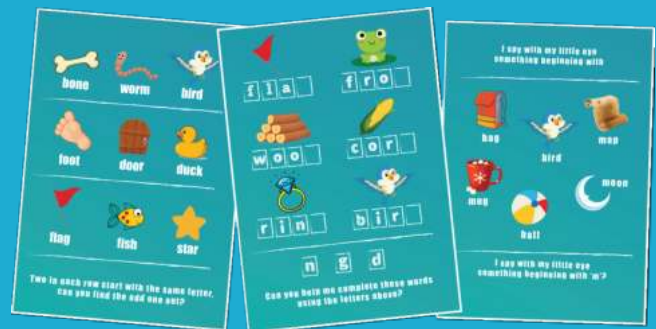 bone worm bird
foot door duck
flag fish star
Two in each row start with the same letter,
can you find the odd one out?
f l a
f r o
w o o
c o r
r i n
b i r
n g d
Can you help me complete these words
using the letters above?
I spy with my little eye
something beginning with
bag
bird
map
mug
ball
moon
I spy with my little eye
something beginning with 'm'?